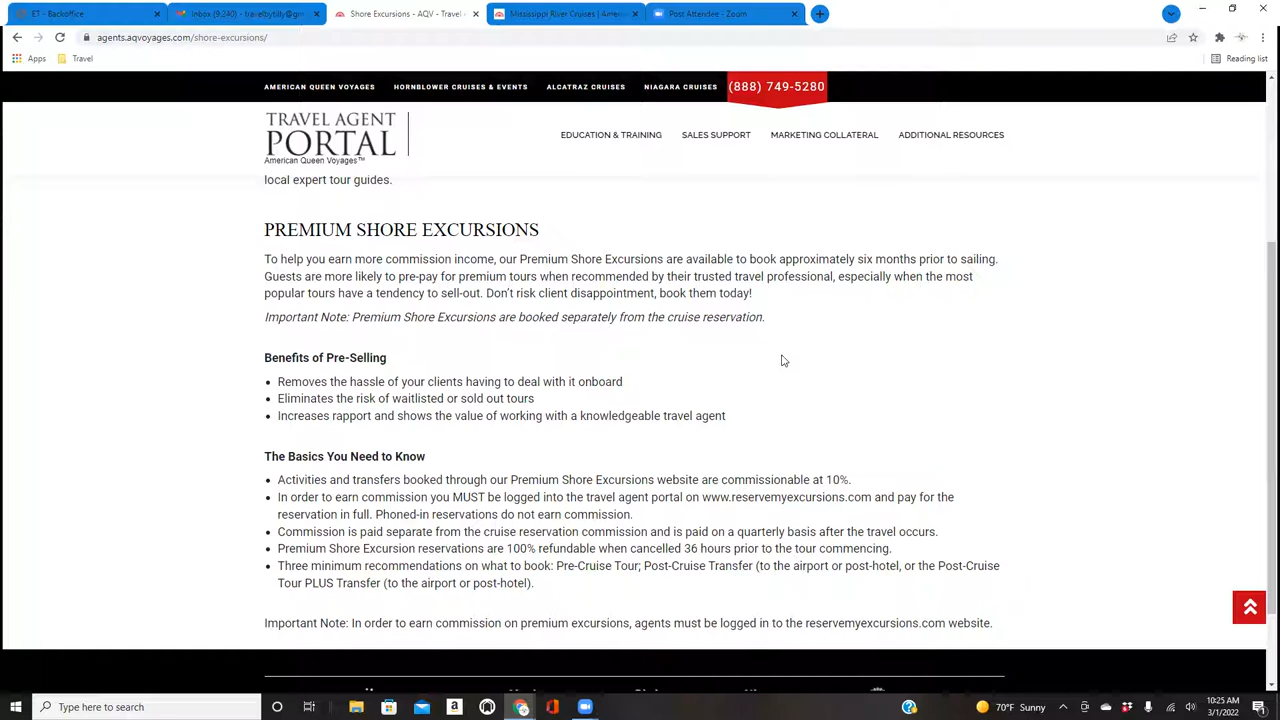 ET - Backoffice
Inbox (9,240) - travelbytilly@gm
Shore Excursions - AQV - Travel
Mississippi River Cruises | Ameri
Post Attendee - Zoom
agents.aqvoyages.com/shore-excursions/
Apps
Travel
Reading list
AMERICAN QUEEN VOYAGES
HORNBLOWER CRUISES & EVENTS
ALCATRAZ CRUISES
NIAGARA CRUISES
(888) 749-5280
TRAVEL AGENT
PORTAL
American Queen Voyages™
EDUCATION & TRAINING
SALES SUPPORT
MARKETING COLLATERAL
ADDITIONAL RESOURCES
local expert tour guides.
PREMIUM SHORE EXCURSIONS
To help you earn more commission income, our Premium Shore Excursions are available to book approximately six months prior to sailing.
Guests are more likely to pre-pay for premium tours when recommended by their trusted travel professional, especially when the most
popular tours have a tendency to sell-out. Don't risk client disappointment, book them today!
Important Note: Premium Shore Excursions are booked separately from the cruise reservation.
Benefits of Pre-Selling
• Removes the hassle of your clients having to deal with it onboard
• Eliminates the risk of waitlisted or sold out tours
• Increases rapport and shows the value of working with a knowledgeable travel agent
The Basics You Need to Know
• Activities and transfers booked through our Premium Shore Excursions website are commissionable at 10%.
• In order to earn commission you MUST be logged into the travel agent portal on www.reservemyexcursions.com and pay for the
reservation in full. Phoned-in reservations do not earn commission.
• Commission is paid separate from the cruise reservation commission and is paid on a quarterly basis after the travel occurs.
• Premium Shore Excursion reservations are 100% refundable when cancelled 36 hours prior to the tour commencing.
• Three minimum recommendations on what to book: Pre-Cruise Tour; Post-Cruise Transfer (to the airport or post-hotel, or the Post-Cruise
Tour PLUS Transfer (to the airport or post-hotel).
Important Note: In order to earn commission on premium excursions, agents must be logged in to the reservemyexcursions.com website.
Type here to search
70°F Sunny
10:25 AM
3/1/2022